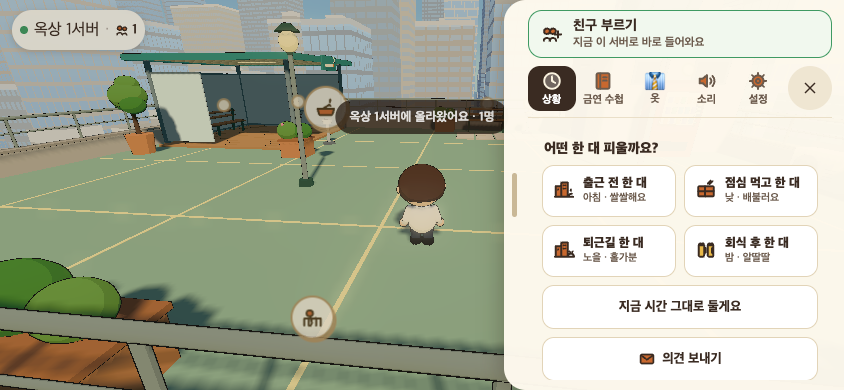 옥상 1서버 · 1
옥상 1서버에 올라왔어요 · 1명
친구 부르기
지금 이 서버로 바로 들어와요
상황
금연 수첩
옷
소리
설정
어떤 한 대 피울까요?
출근 전 한 대
아침 · 쌀쌀해요
점심 먹고 한 대
낮 · 배불러요
퇴근길 한 대
노을 · 홀가분
회식 후 한 대
밤 · 알딸딸
지금 시간 그대로 둘게요
의견 보내기